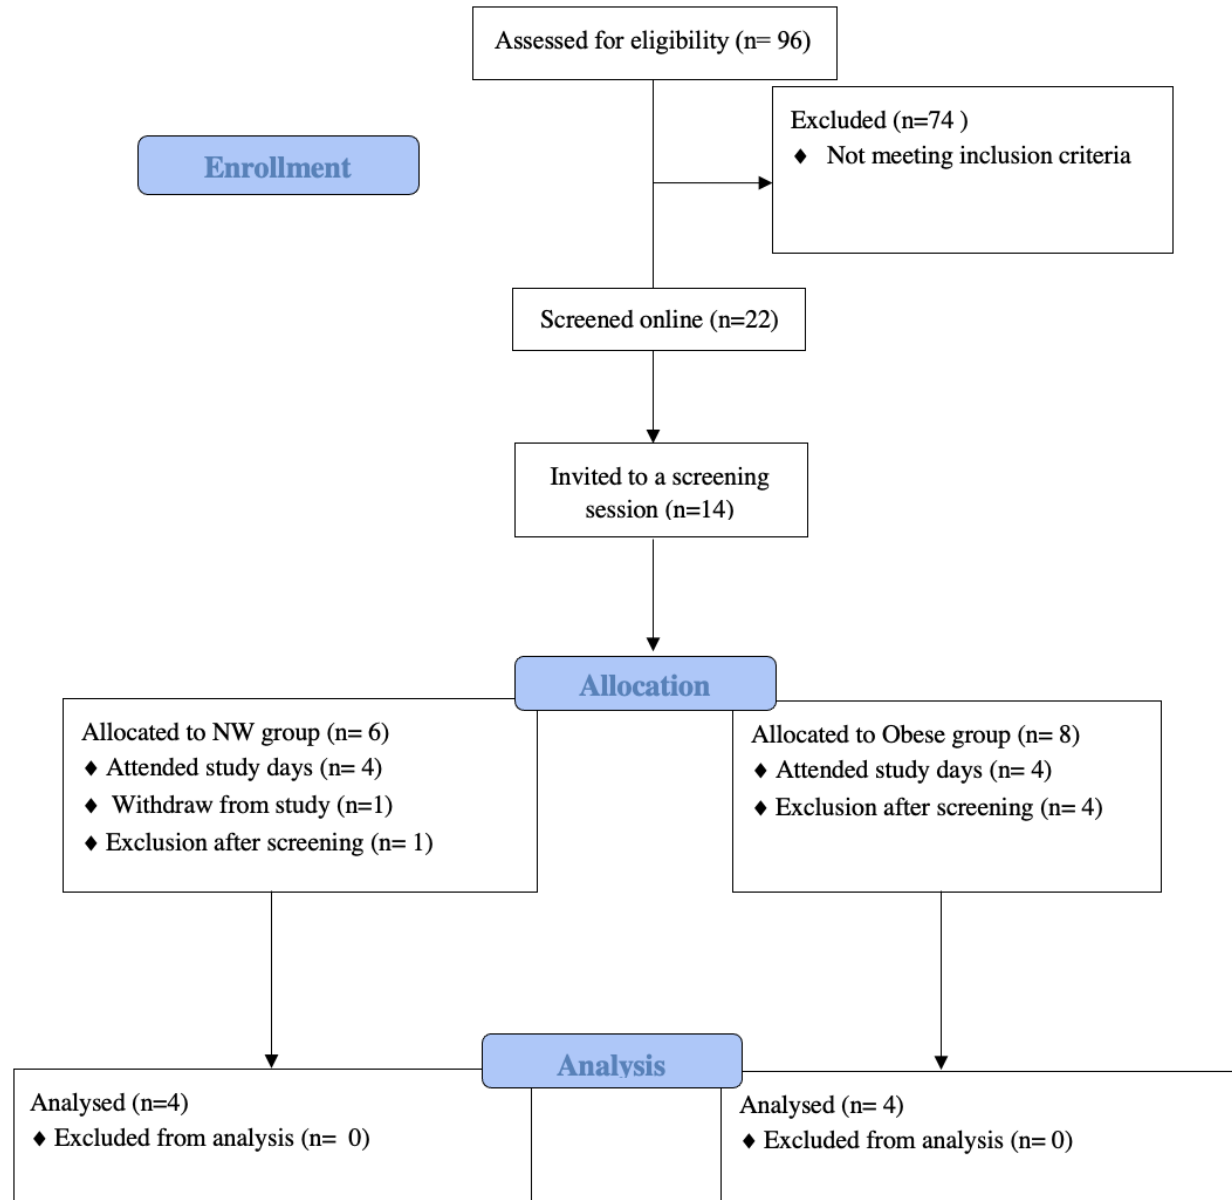 Assessed for eligibility (n= 96)
Excluded (n=74 )
♦ Not meeting inclusion criteria
Enrollment
Screened online (n=22)
Invited to a screening
session (n=14)
Allocation
Allocated to NW group (n= 6)
♦ Attended study days (n= 4)
♦ Withdraw from study (n=1)
♦ Exclusion after screening (n= 1)
Allocated to Obese group (n= 8)
♦ Attended study days (n= 4)
♦ Exclusion after screening (n= 4)
Analysis
Analysed (n=4)
♦ Excluded from analysis (n= 0)
Analysed (n= 4)
♦ Excluded from analysis (n= 0)